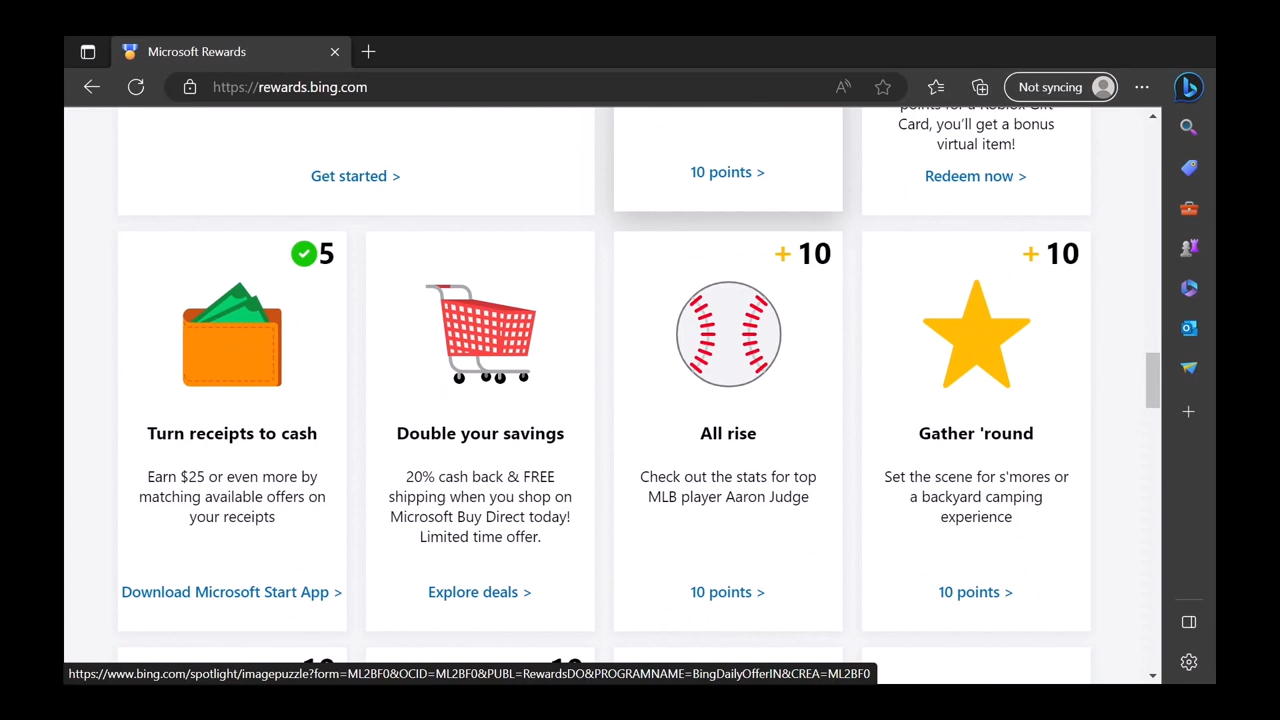 Microsoft Rewards
https://rewards.bing.com
Not syncing
Card, you'll get a bonus
virtual item!
Get started >
10 points >
Redeem now >
5
+ 10
+ 10
Turn receipts to cash
Earn $25 or even more by
matching available offers on
your receipts
Download Microsoft Start App >
Double your savings
20% cash back & FREE
shipping when you shop on
Microsoft Buy Direct today!
Limited time offer.
Explore deals >
All rise
Check out the stats for top
MLB player Aaron Judge
10 points >
Gather 'round
Set the scene for s'mores or
a backyard camping
experience
10 points >
https://www.bing.com/spotlight/imagepuzzle?form=ML2BF0&OCID=ML2BF0&PUBL=RewardsDO&PROGRAMNAME=BingDailyOfferIN&CREA=ML2BF0